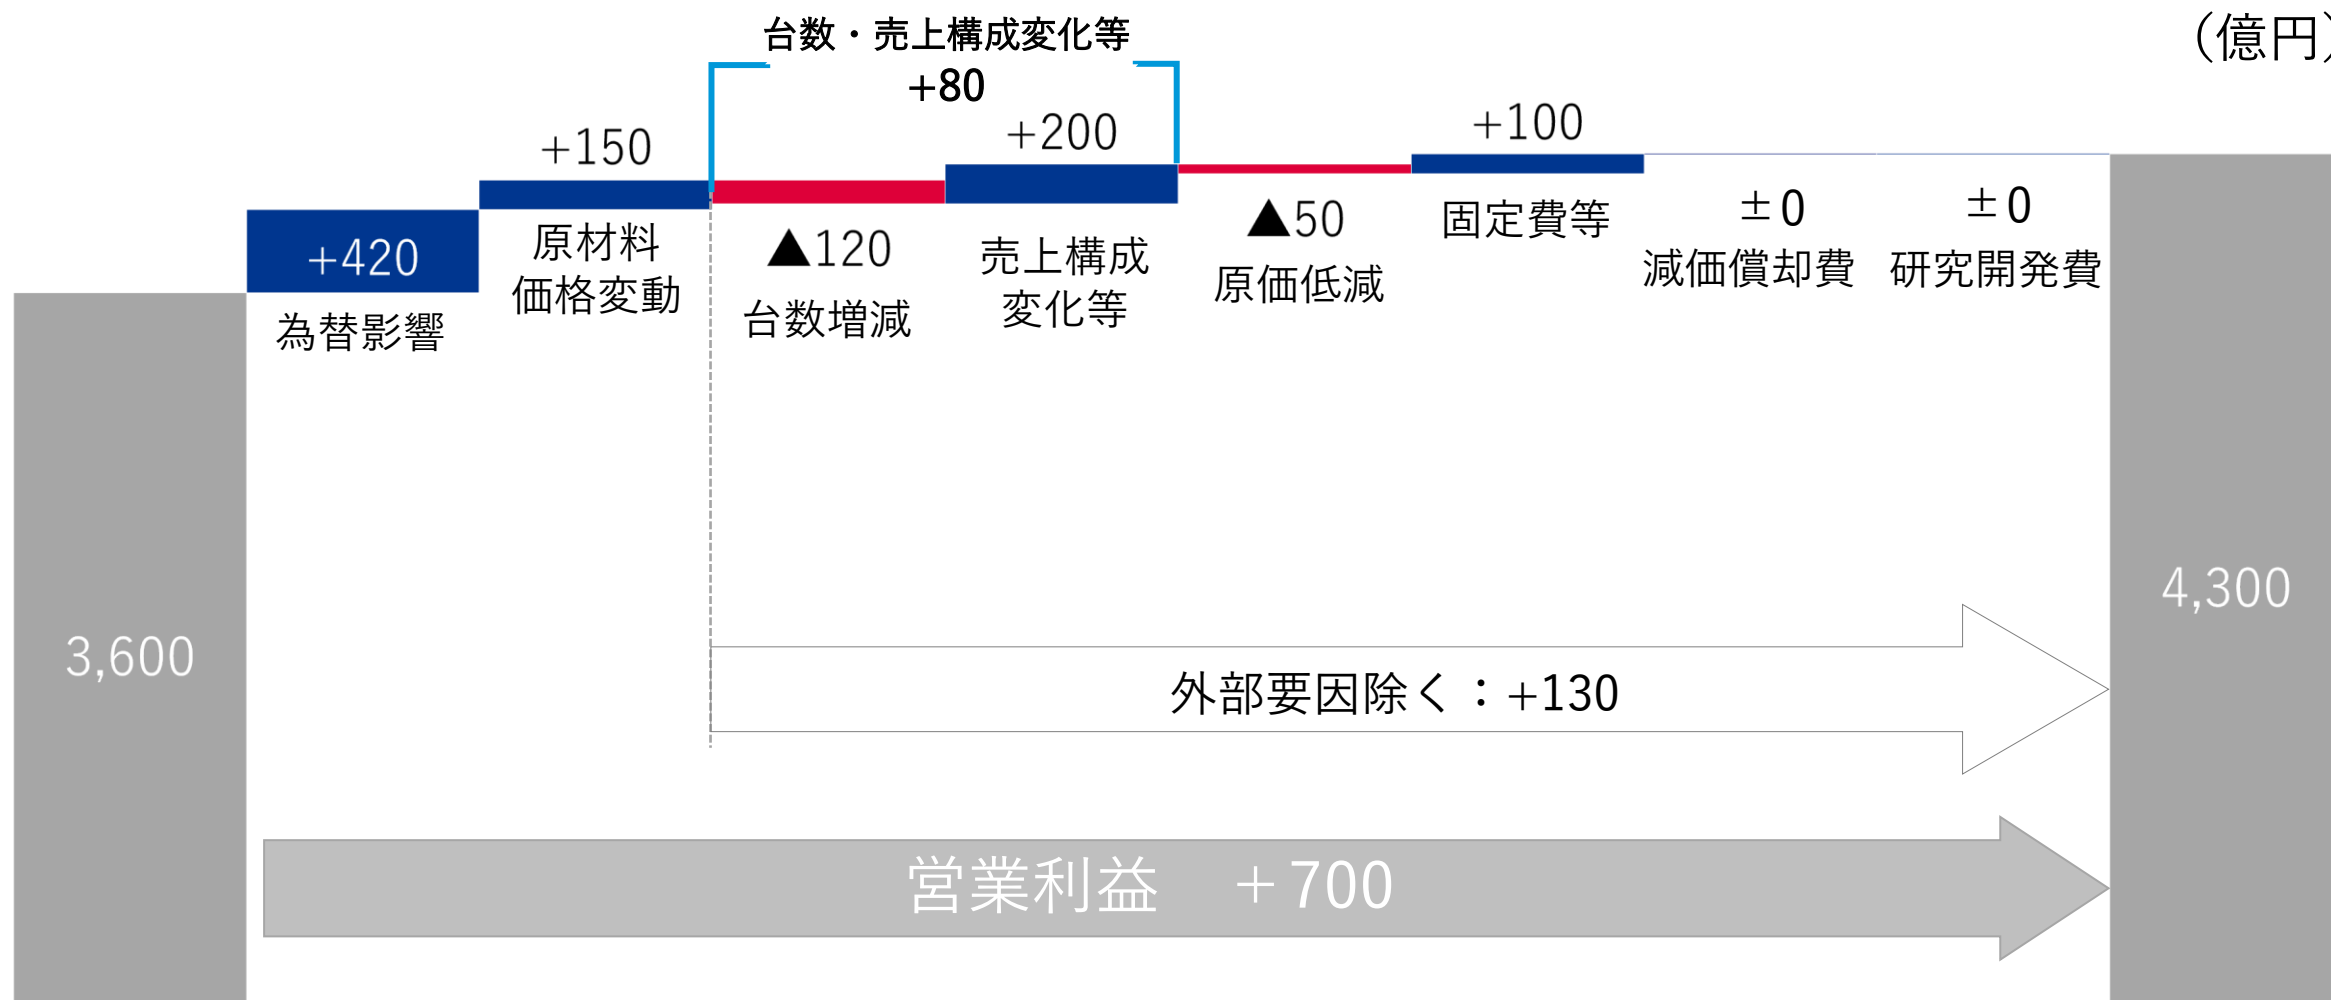 （億円）
台数・売上構成変化等
+80
3,600
+420
為替影響
+150
原材料
価格変動
▲120
台数増減
+200
売上構成
変化等
▲50
原価低減
+100
固定費等
±0
減価償却費
±0
研究開発費
4,300
外部要因除く：+130
営業利益　+700